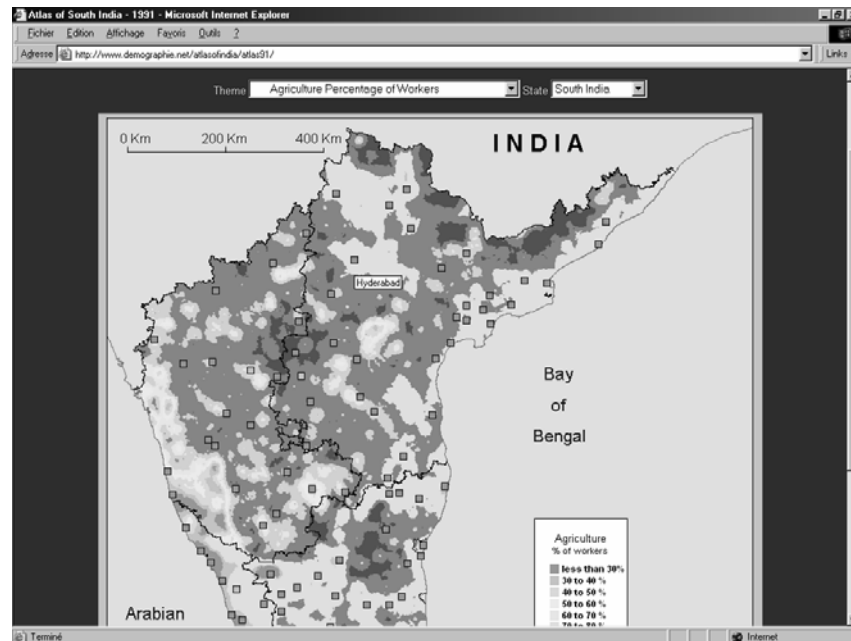 Atlas of South India - 1991 - Microsoft Internet Explorer
Fichier Edition Affichage Favoris Outils ?
Adresse http://www.demographie.net/atlasofindia/atlas91/ Links
Theme Agriculture Percentage of Workers State South India
0 Km 200 Km 400 Km
INDIA
Hyderabad
Bay
of
Bengal
Agriculture
% of workers
less than 30%
30 to 40 %
40 to 50 %
50 to 60 %
60 to 70 %
70 to 80 %
Arabian
Terminé Internet